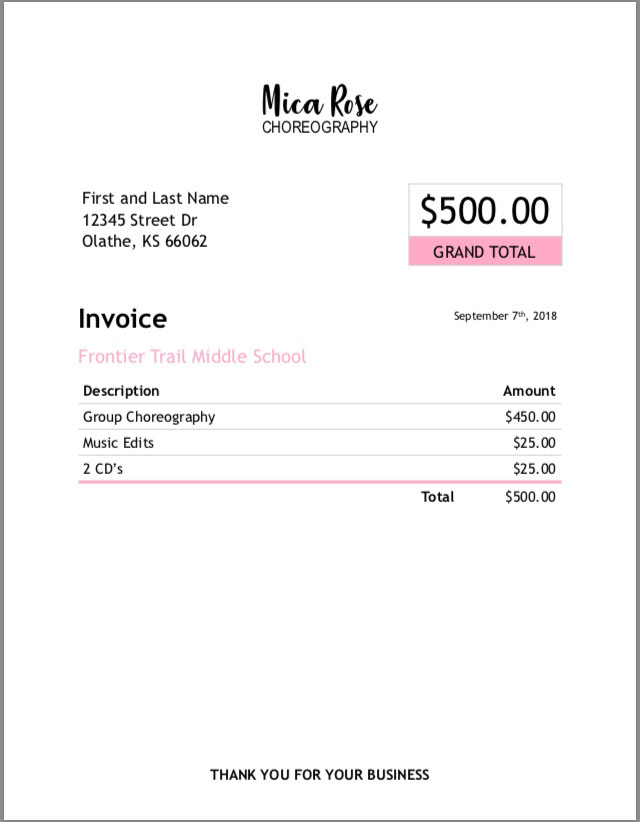 Mica Rose
CHOREOGRAPHY
First and Last Name
12345 Street Dr
Olathe, KS 66062
$500.00
GRAND TOTAL
Invoice
September 7th, 2018
Frontier Trail Middle School
Description Amount
Group Choreography $450.00
Music Edits $25.00
2 CD’s $25.00
Total $500.00
THANK YOU FOR YOUR BUSINESS